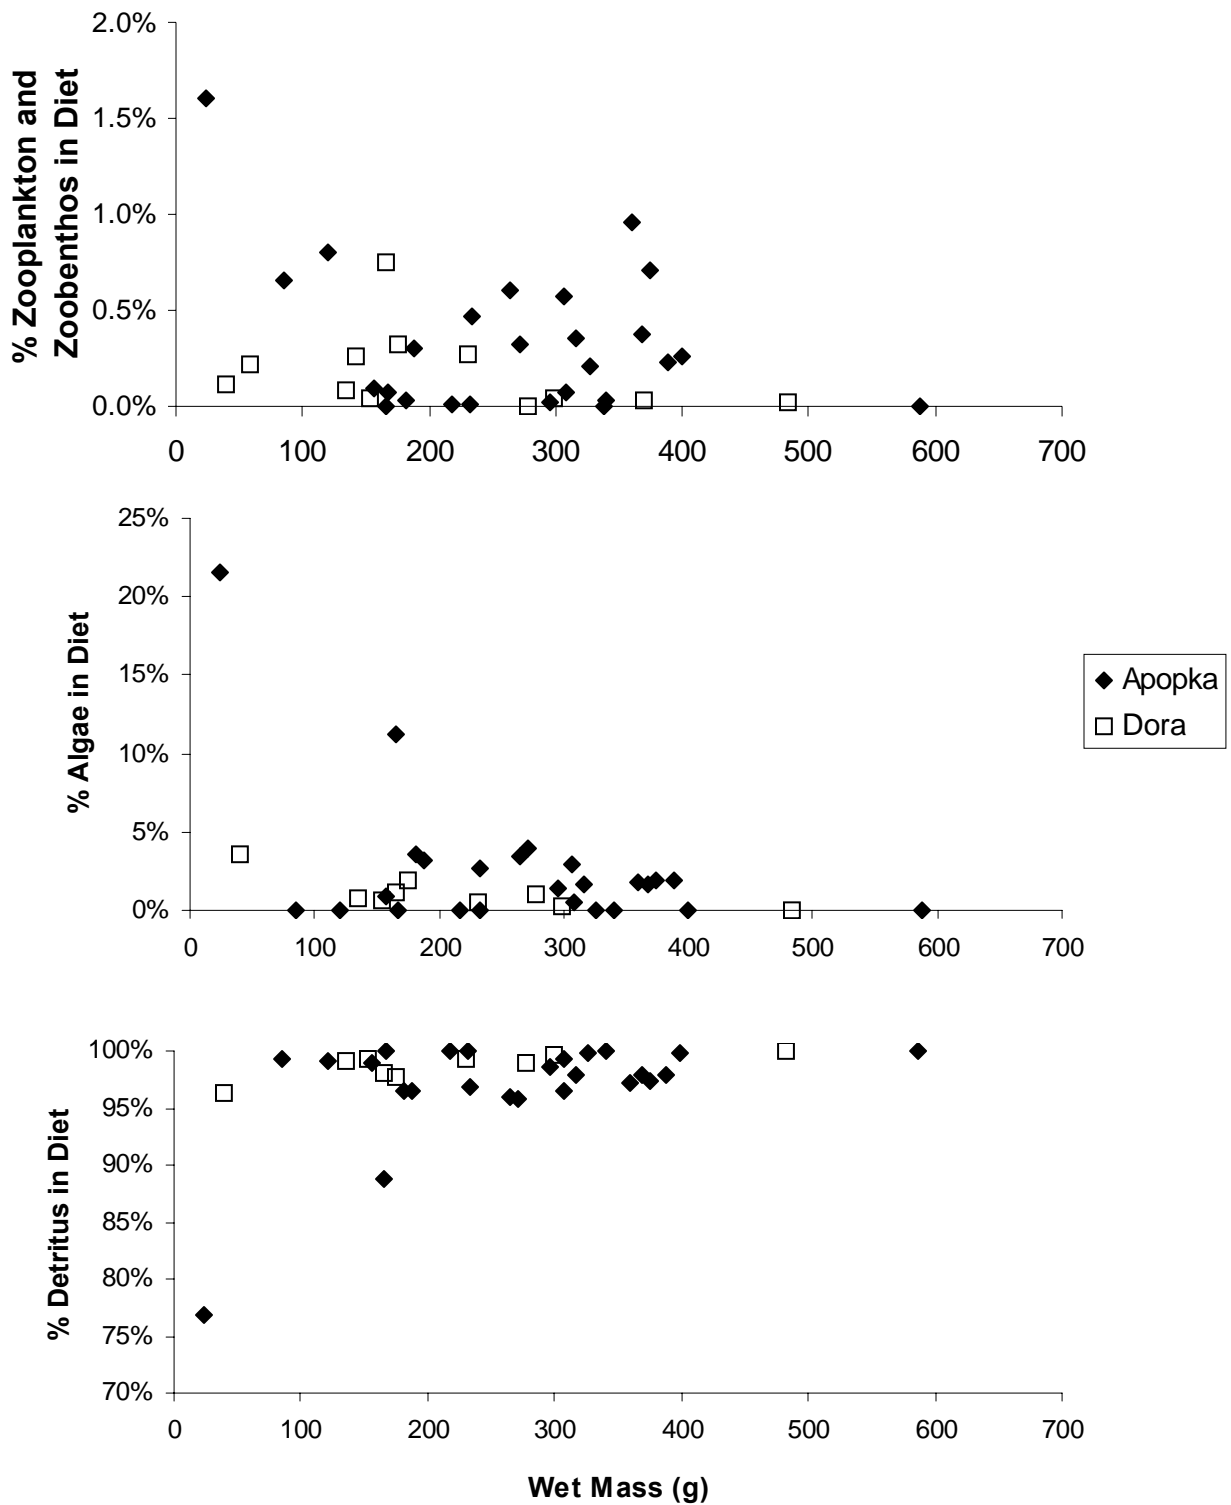 % Zooplankton and
Zoobenthos in Diet
2.0%
1.5%
1.0%
0.5%
0.0%
0 100 200 300 400 500 600 700
% Algae in Diet
25%
20%
15%
10%
5%
0%
0 100 200 300 400 500 600 700
Apopka
Dora
% Detritus in Diet
100%
95%
90%
85%
80%
75%
70%
0 100 200 300 400 500 600 700
Wet Mass (g)